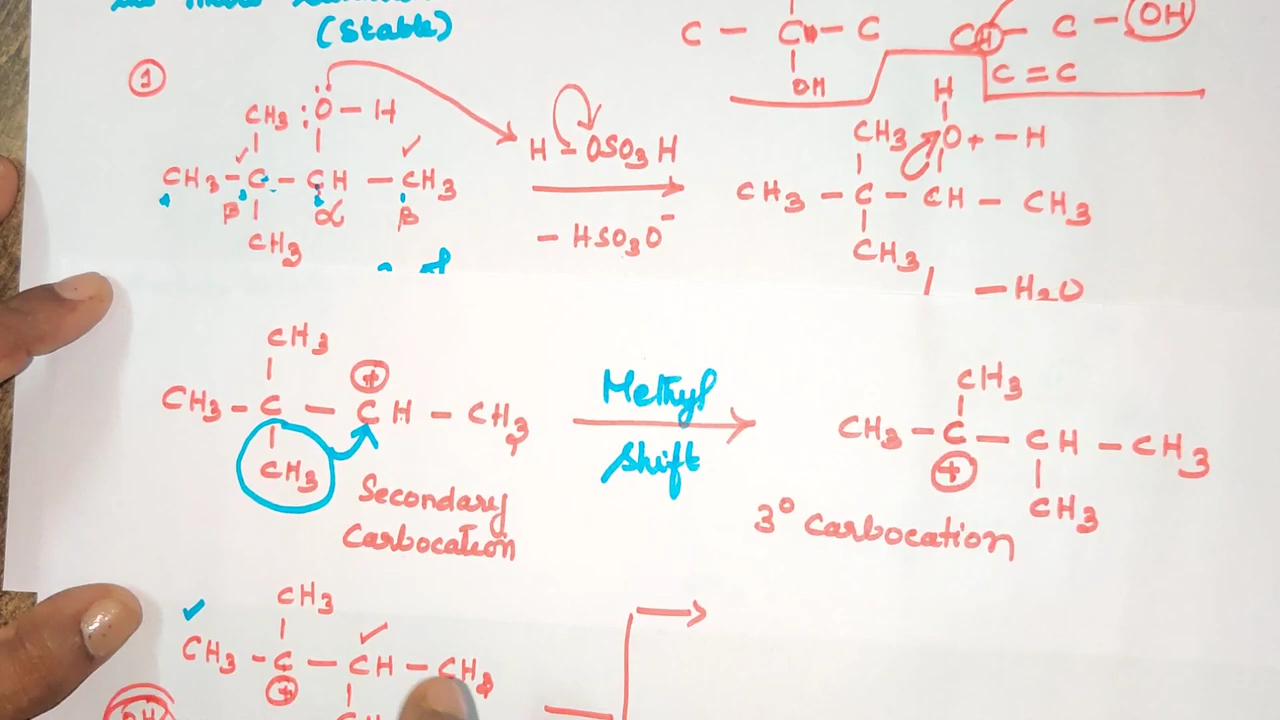 (Stable)
C — C — C
OH
C H — C — OH
C = C
①
CH3 :Ö — H
CH3 — C — CH — CH3
β α β
CH3
H — OSO3 H
— HSO3O⁻
H
CH3 O+ — H
CH3 — C — CH — CH3
CH3
— H2O
CH3
CH3 — C — CH — CH3
⊕
CH3
Secondary
Carbocation
Methyl
Shift
CH3
CH3 — C — CH — CH3
⊕
CH3
3° Carbocation
CH3
CH3 — C — CH — CH3
⊕
OH